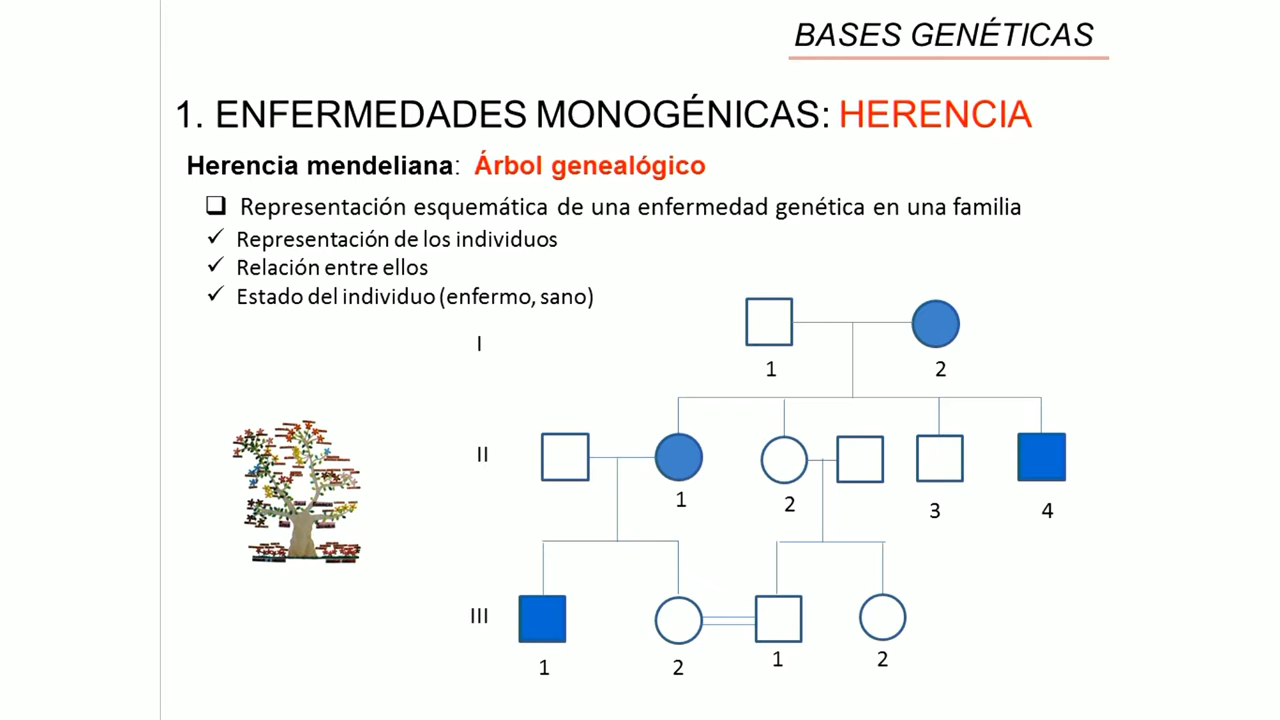 BASES GENÉTICAS
1. ENFERMEDADES MONOGÉNICAS: HERENCIA
Herencia mendeliana: Árbol genealógico
Representación esquemática de una enfermedad genética en una familia
Representación de los individuos
Relación entre ellos
Estado del individuo (enfermo, sano)
I
1 2
II
1 2 3 4
III
1 2 1 2